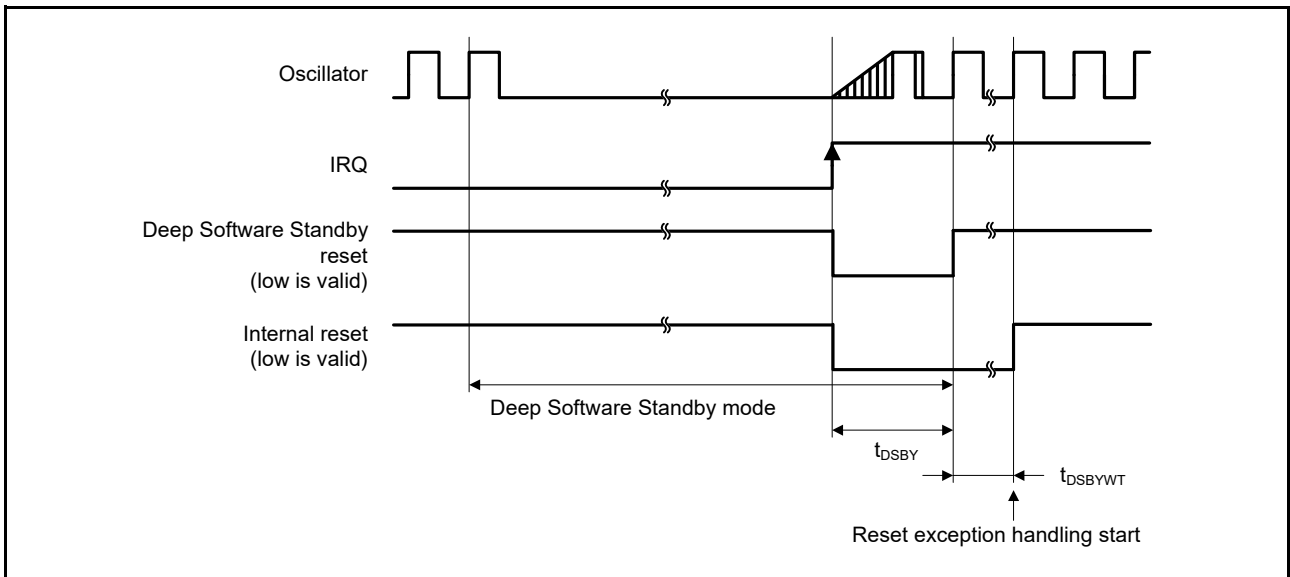 Oscillator
IRQ
Deep Software Standby
reset
(low is valid)
Internal reset
(low is valid)
Deep Software Standby mode
tDSBY
tDSBYWT
Reset exception handling start